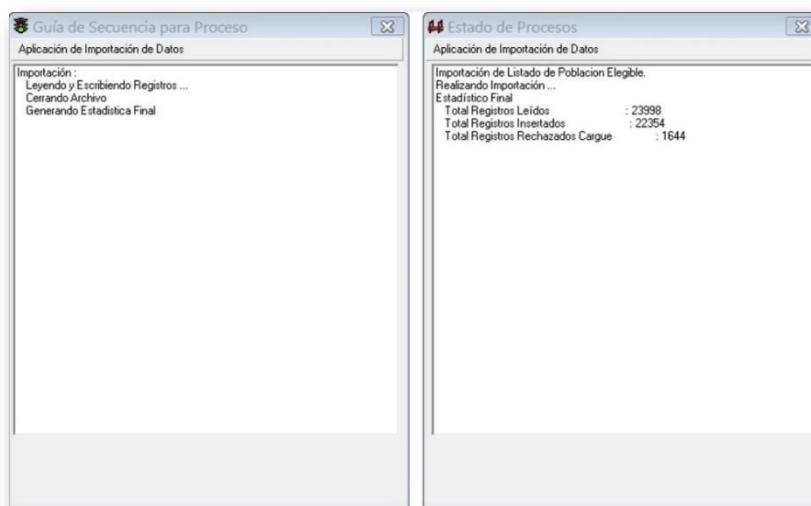 Guía de Secuencia para Proceso
Aplicación de Importación de Datos
Importación :
Leyendo y Escribiendo Registros ...
Cerrando Archivo
Generando Estadistica Final
Estado de Procesos
Aplicación de Importación de Datos
Importación de Listado de Poblacion Elegible.
Realizando Importación ...
Estadístico Final
Total Registros Leídos : 23998
Total Registros Insertados : 22354
Total Registros Rechazados Cargue : 1644